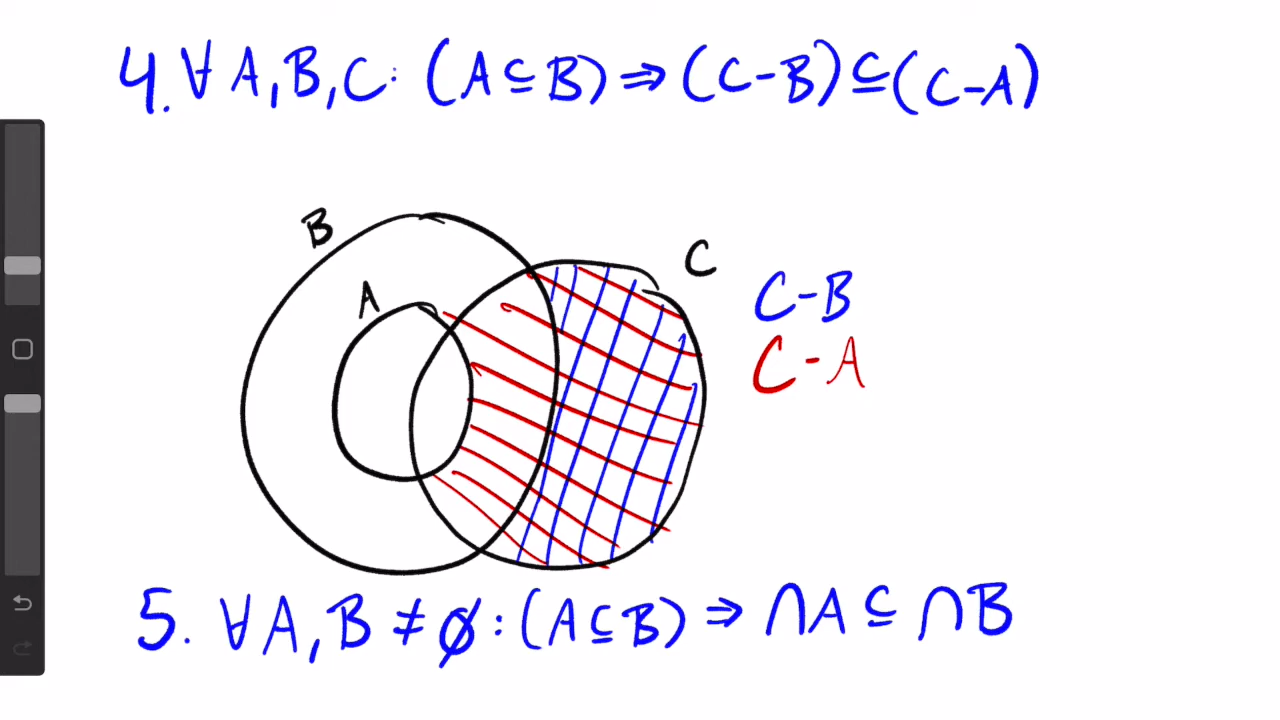 4. ∀ A, B, C: (A ⊆ B) ⇒ (C-B) ⊆ (C-A)
B
C
A
C-B
C-A
5. ∀ A, B ≠ ∅: (A ⊆ B) ⇒ ∩A ⊆ ∩B